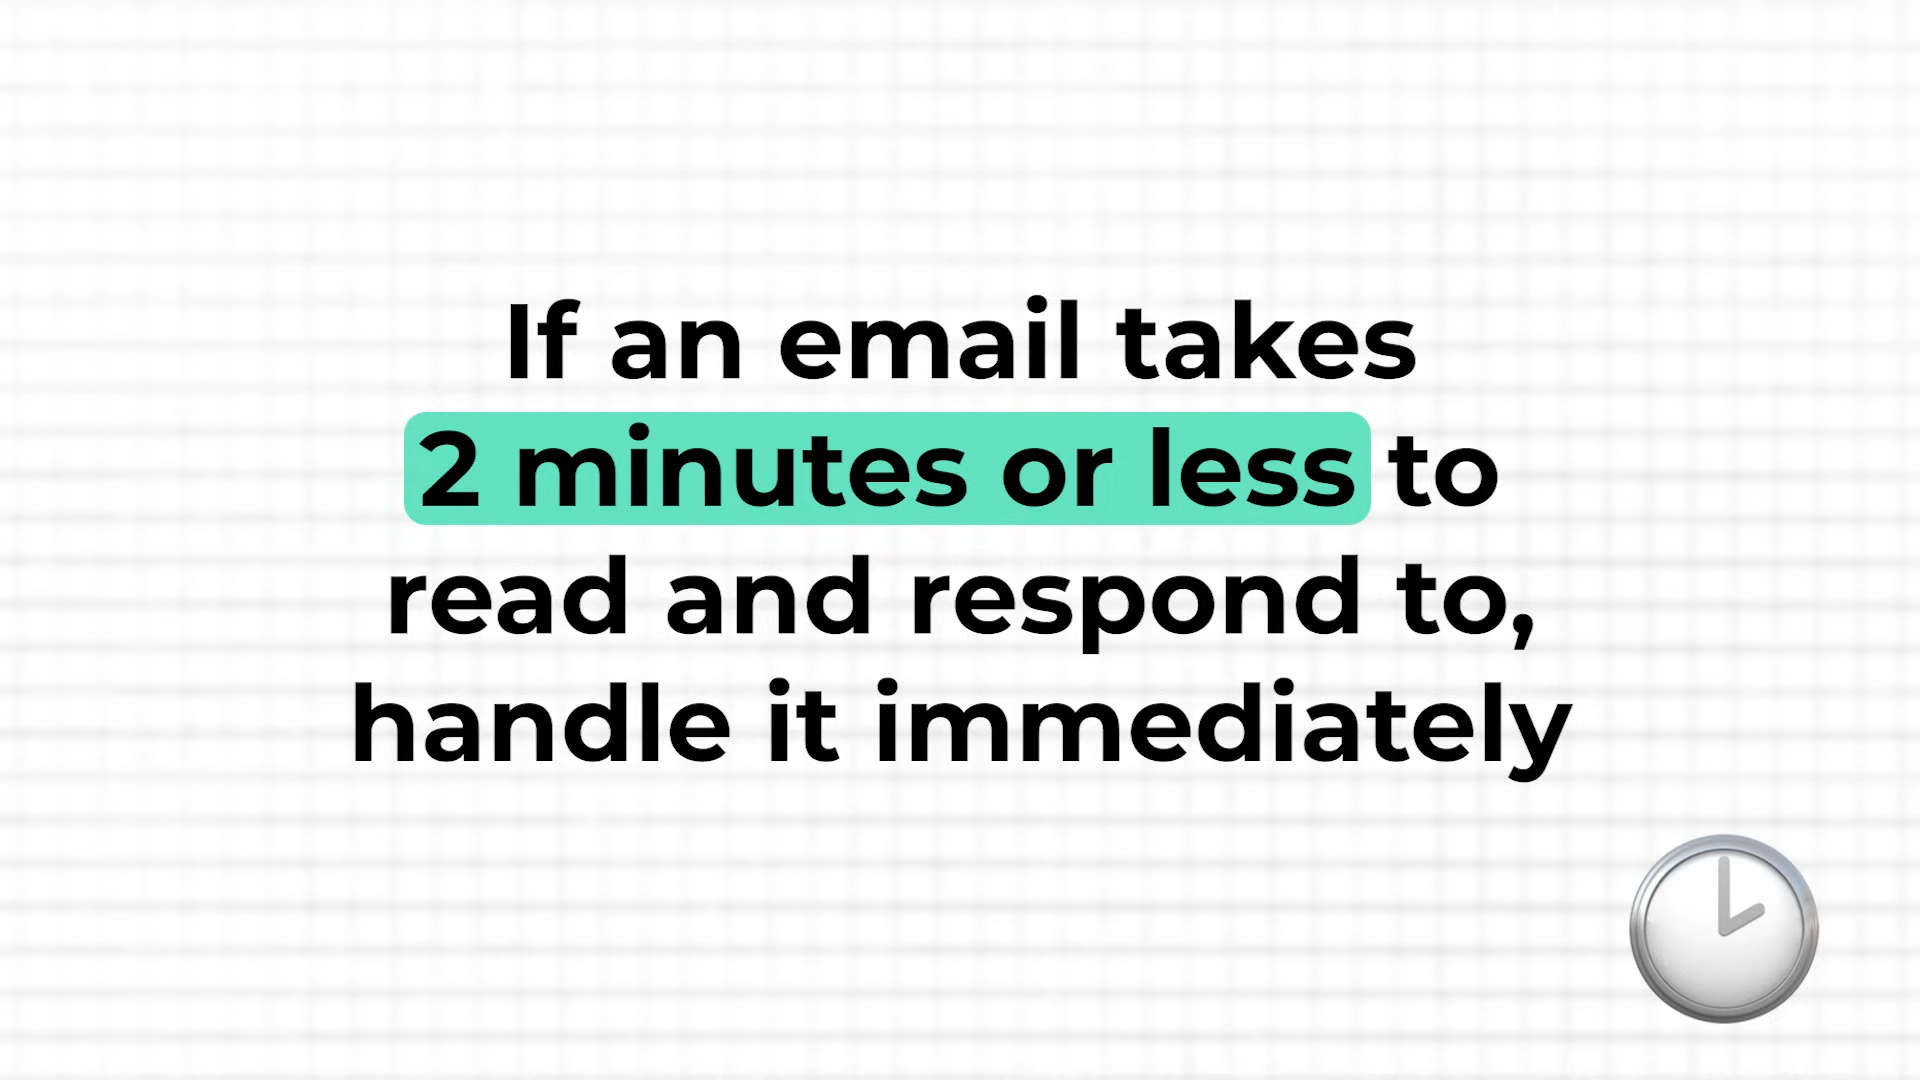 If an email takes
2 minutes or less to
read and respond to,
handle it immediately